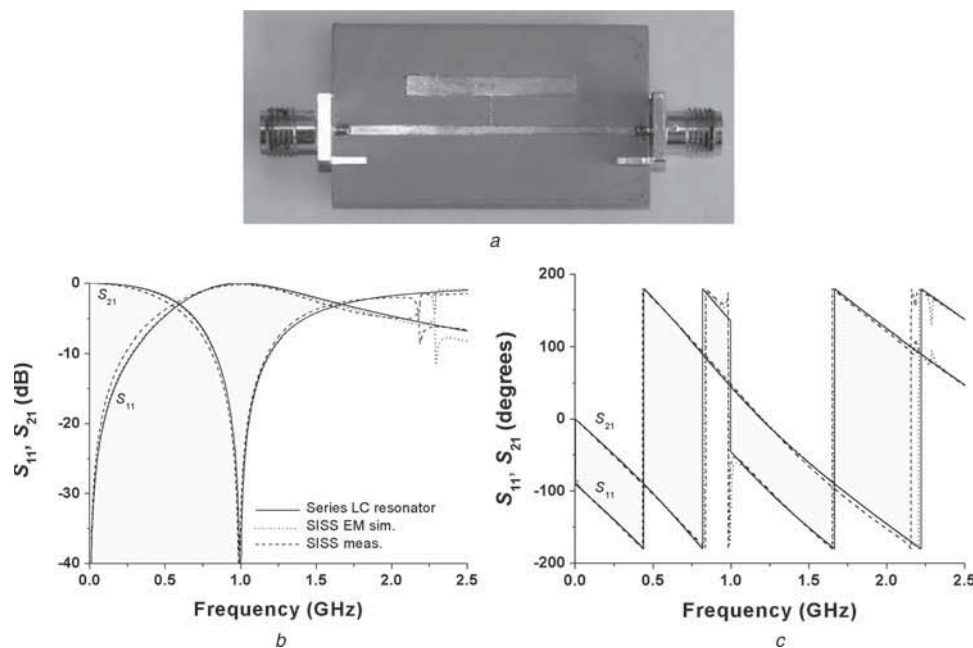 a
0
-10
-20
-30
-40
S11, S21 (dB)
S21
S11
Series LC resonator
SISS EM sim.
SISS meas.
0.0 0.5 1.0 1.5 2.0 2.5
Frequency (GHz)
b
200
100
0
-100
-200
S11, S21 (degrees)
S21
S11
0.0 0.5 1.0 1.5 2.0 2.5
Frequency (GHz)
c